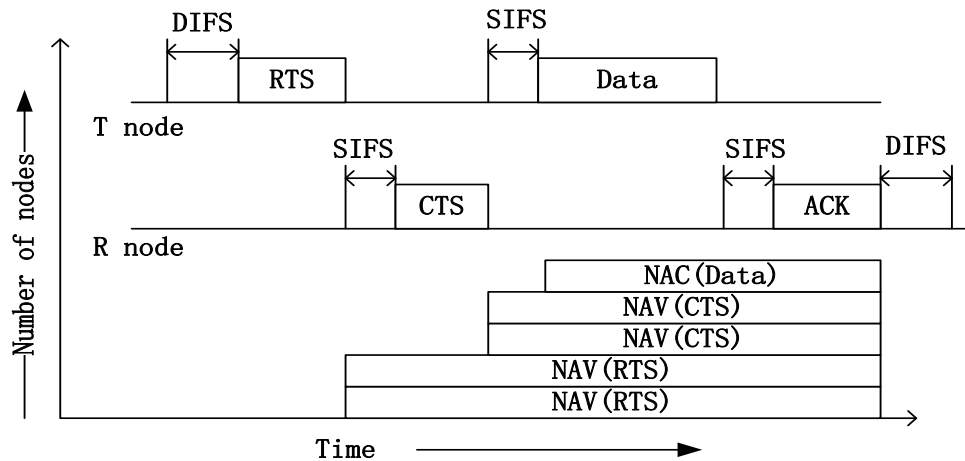 DIFS
SIFS
RTS
Data
T node
SIFS
SIFS
DIFS
CTS
ACK
R node
NAC(Data)
NAV(CTS)
NAV(CTS)
NAV(RTS)
NAV(RTS)
Number of nodes
Time